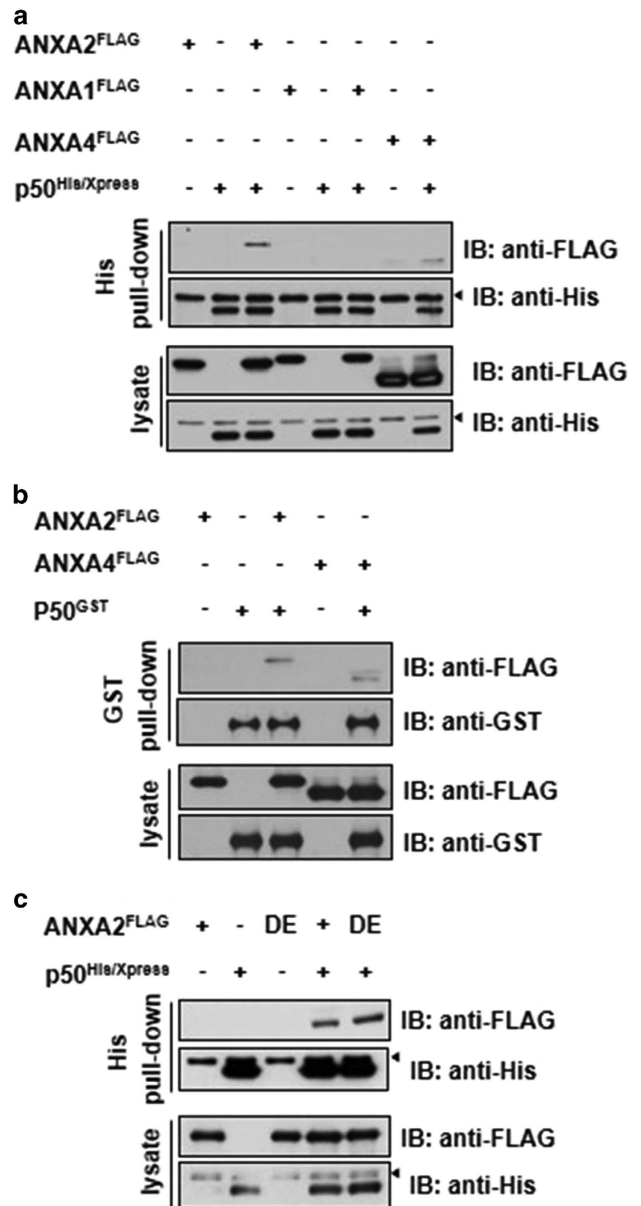 a
ANXA2FLAG + - + - - - - -
ANXA1FLAG - - - + - + - -
ANXA4FLAG - - - - - - + +
p50His/Xpress - + + - + + - +
His pull-down
IB: anti-FLAG
IB: anti-His
lysate
IB: anti-FLAG
IB: anti-His
b
ANXA2FLAG + - + - -
ANXA4FLAG - - - + +
P50GST - + + - +
GST pull-down
IB: anti-FLAG
IB: anti-GST
lysate
IB: anti-FLAG
IB: anti-GST
c
ANXA2FLAG + - DE + DE
p50His/Xpress - + - + +
His pull-down
IB: anti-FLAG
IB: anti-His
lysate
IB: anti-FLAG
IB: anti-His